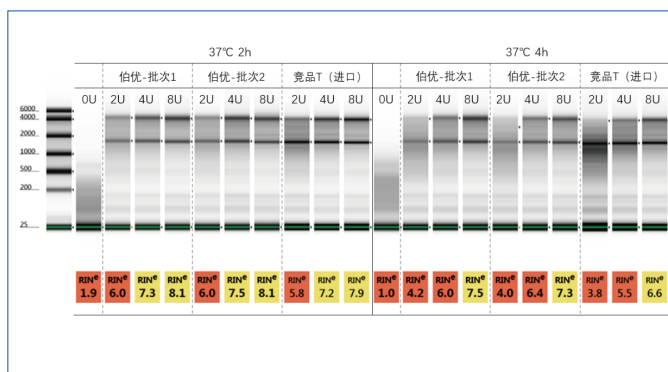 37℃ 2h 37℃ 4h
伯优-批次1 伯优-批次2 竞品T（进口） 伯优-批次1 伯优-批次2 竞品T（进口）
0U 2U 4U 8U 2U 4U 8U 2U 4U 8U 0U 2U 4U 8U 2U 4U 8U 2U 4U 8U
6000
4000
2000
1000
500
200
25
RINe RINe RINe RINe RINe RINe RINe RINe RINe RINe RINe RINe RINe RINe RINe RINe RINe RINe RINe RINe
1.9 6.0 7.3 8.1 6.0 7.5 8.1 5.8 7.2 7.9 1.0 4.2 6.0 7.5 4.0 6.4 7.3 3.8 5.5 6.6